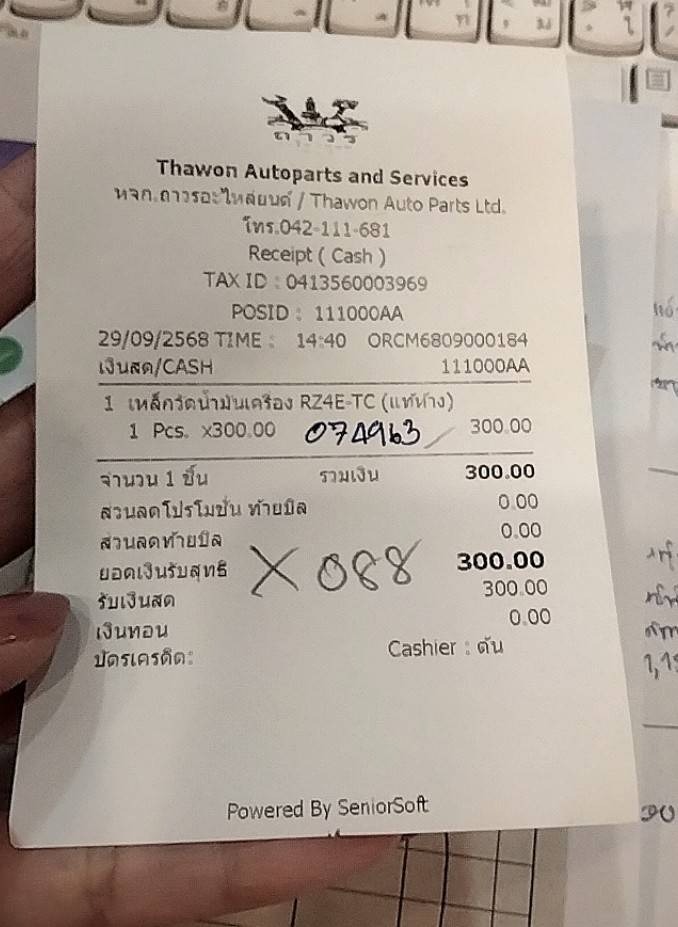 ถาวร
Thawon Autoparts and Services
หจก.ถาวรอะไหล่ยนต์ / Thawon Auto Parts Ltd.
โทร.042-111-681
Receipt ( Cash )
TAX ID : 0413560003969
POSID : 111000AA
29/09/2568 TIME : 14:40 ORCM6809000184
เงินสด/CASH 111000AA
1 เหล็กรัดน้ำมันเครื่อง RZ4E-TC (แท้ห้าง)
1 Pcs. x300.00 074963 300.00
จำนวน 1 ชิ้น รวมเงิน 300.00
ส่วนลดโปรโมชั่น ท้ายบิล 0.00
ส่วนลดท้ายบิล 0.00
ยอดเงินรับสุทธิ X 088 300.00
รับเงินสด 300.00
เงินทอน 0.00
บัตรเครดิต: Cashier : ต้น
Powered By SeniorSoft